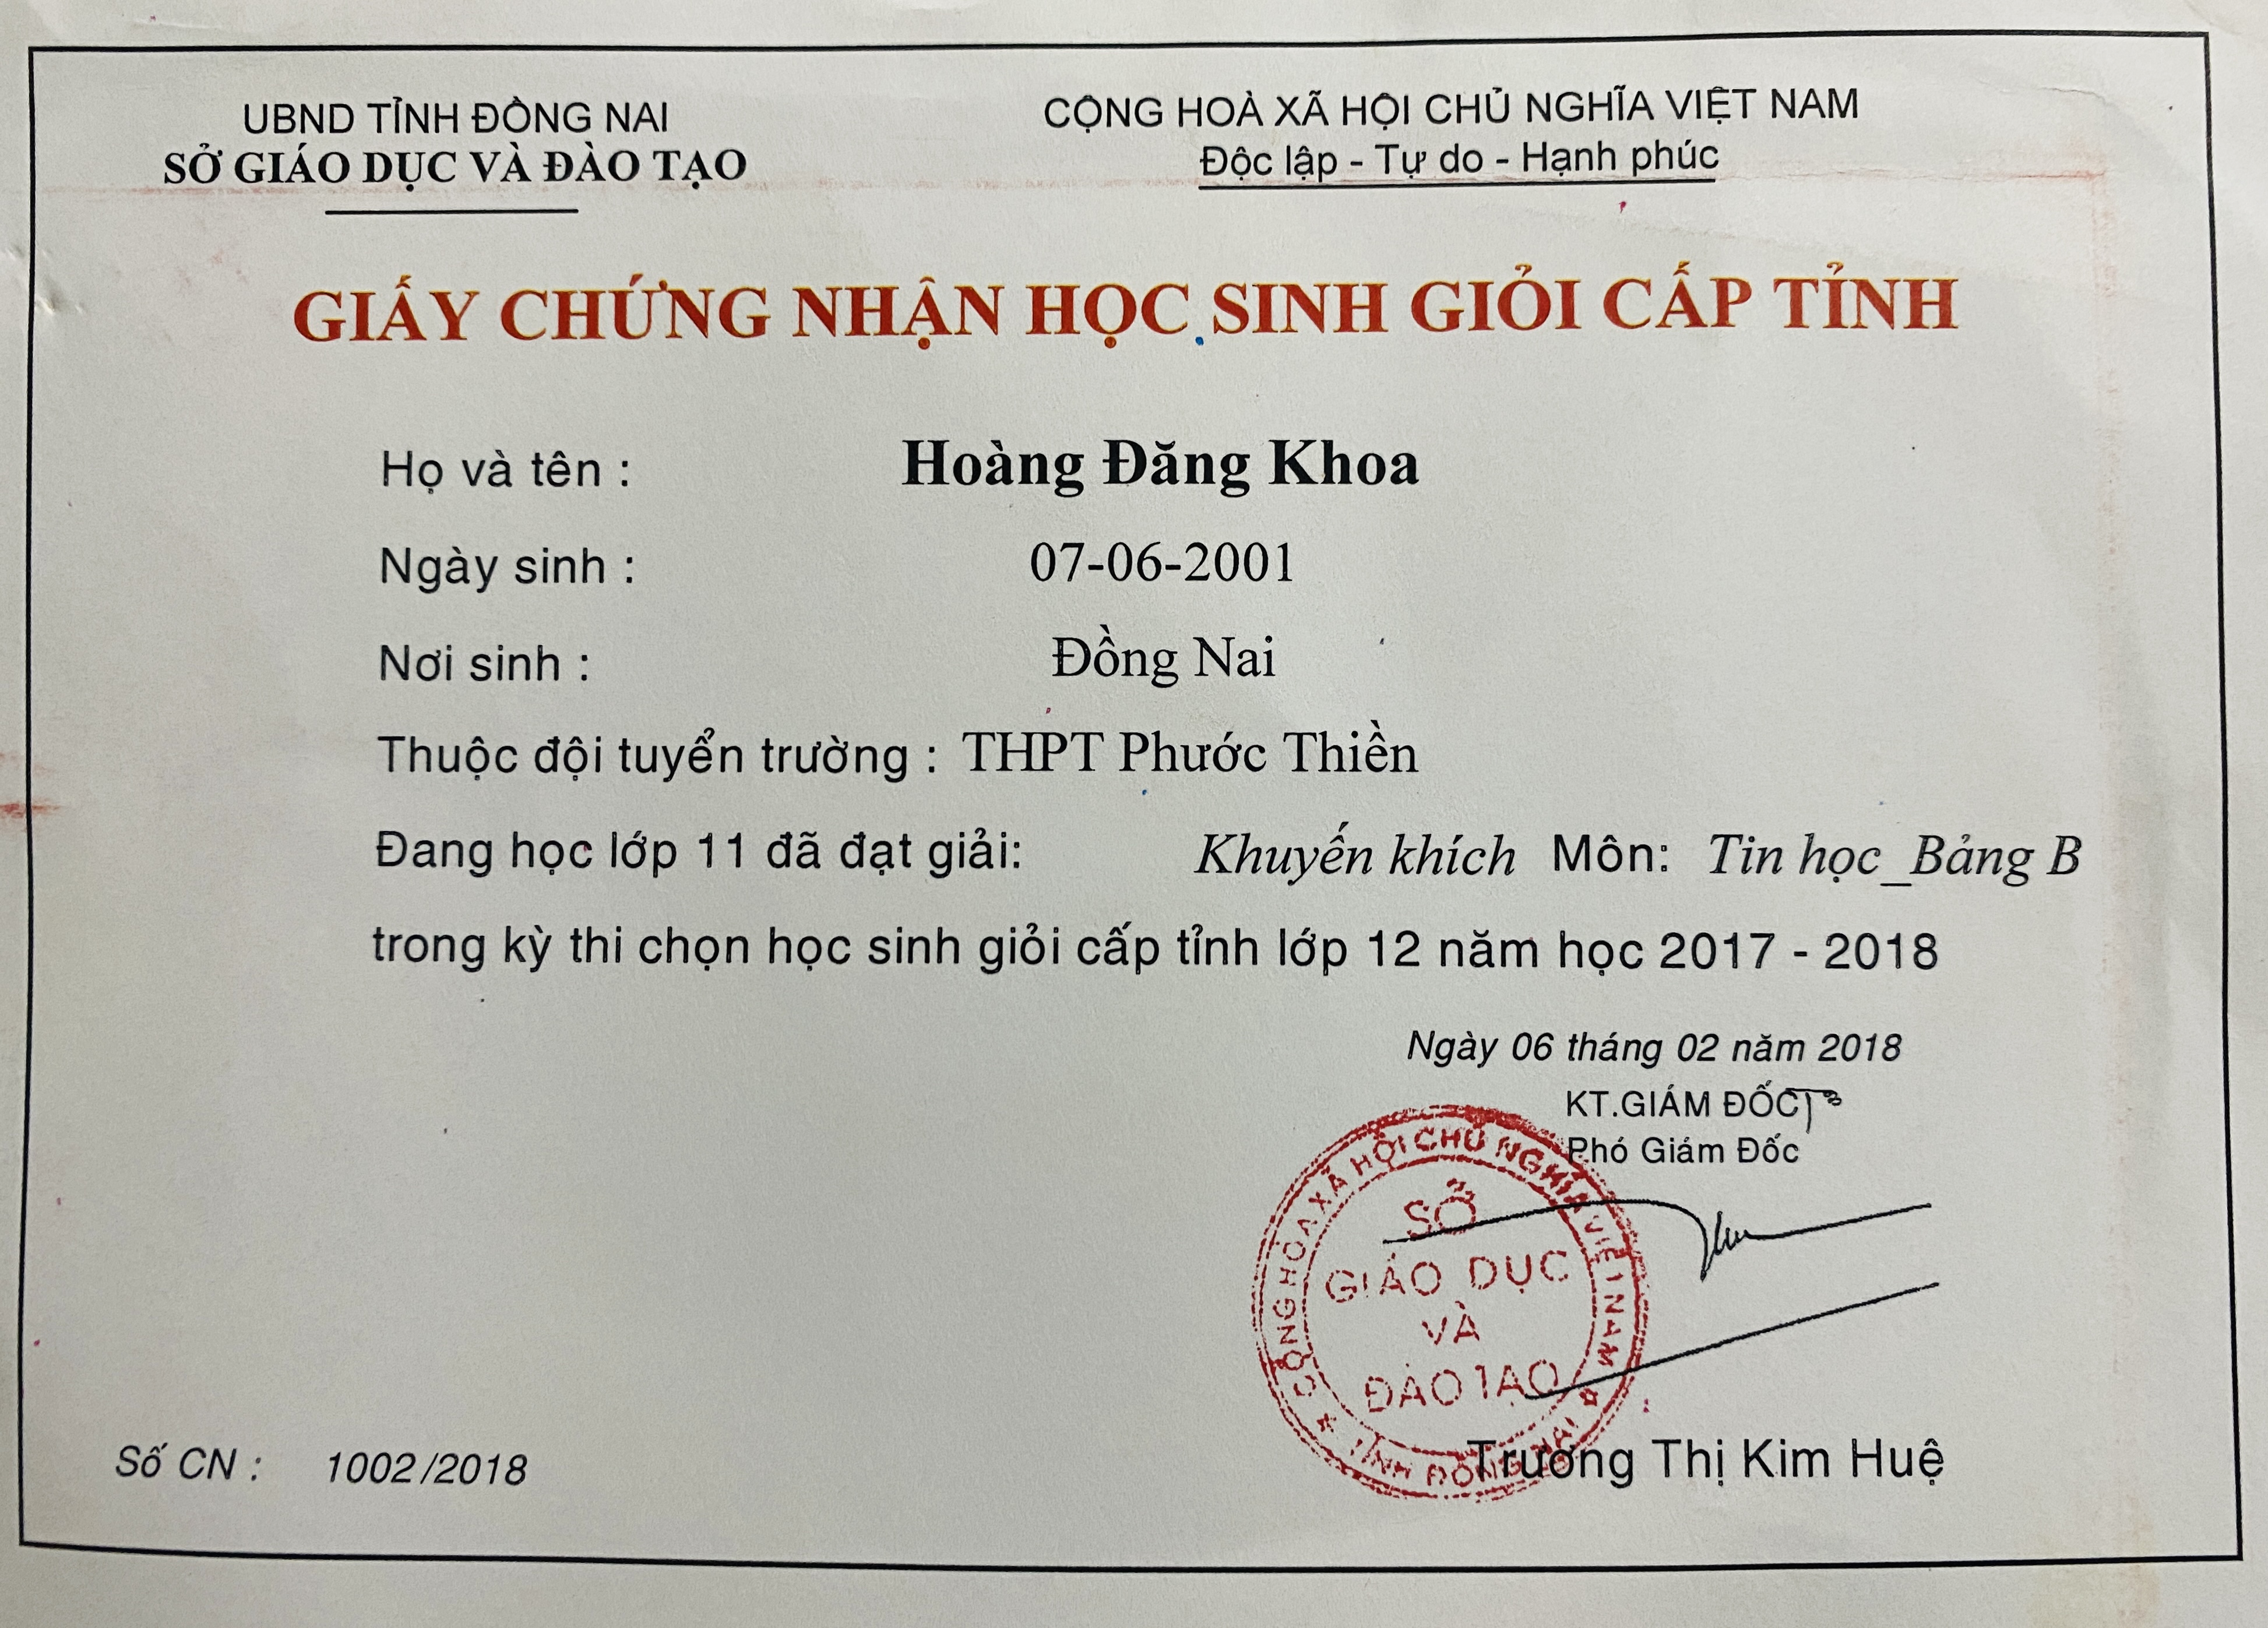 UBND TỈNH ĐỒNG NAI
SỞ GIÁO DỤC VÀ ĐÀO TẠO
CỘNG HOÀ XÃ HỘI CHỦ NGHĨA VIỆT NAM
Độc lập - Tự do - Hạnh phúc
GIẤY CHỨNG NHẬN HỌC SINH GIỎI CẤP TỈNH
Họ và tên : Hoàng Đăng Khoa
Ngày sinh : 07-06-2001
Nơi sinh : Đồng Nai
Thuộc đội tuyển trường : THPT Phước Thiền
Đang học lớp 11 đã đạt giải: Khuyến khích Môn: Tin học_Bảng B
trong kỳ thi chọn học sinh giỏi cấp tỉnh lớp 12 năm học 2017 - 2018
Ngày 06 tháng 02 năm 2018
KT.GIÁM ĐỐC
Phó Giám Đốc
CỘNG HÒA XÃ HỘI CHỦ NGHĨA VIỆT NAM
SỞ
GIÁO DỤC
VÀ
ĐÀO TẠO
TỈNH ĐỒNG NAI
Trương Thị Kim Huệ
Số CN : 1002/2018